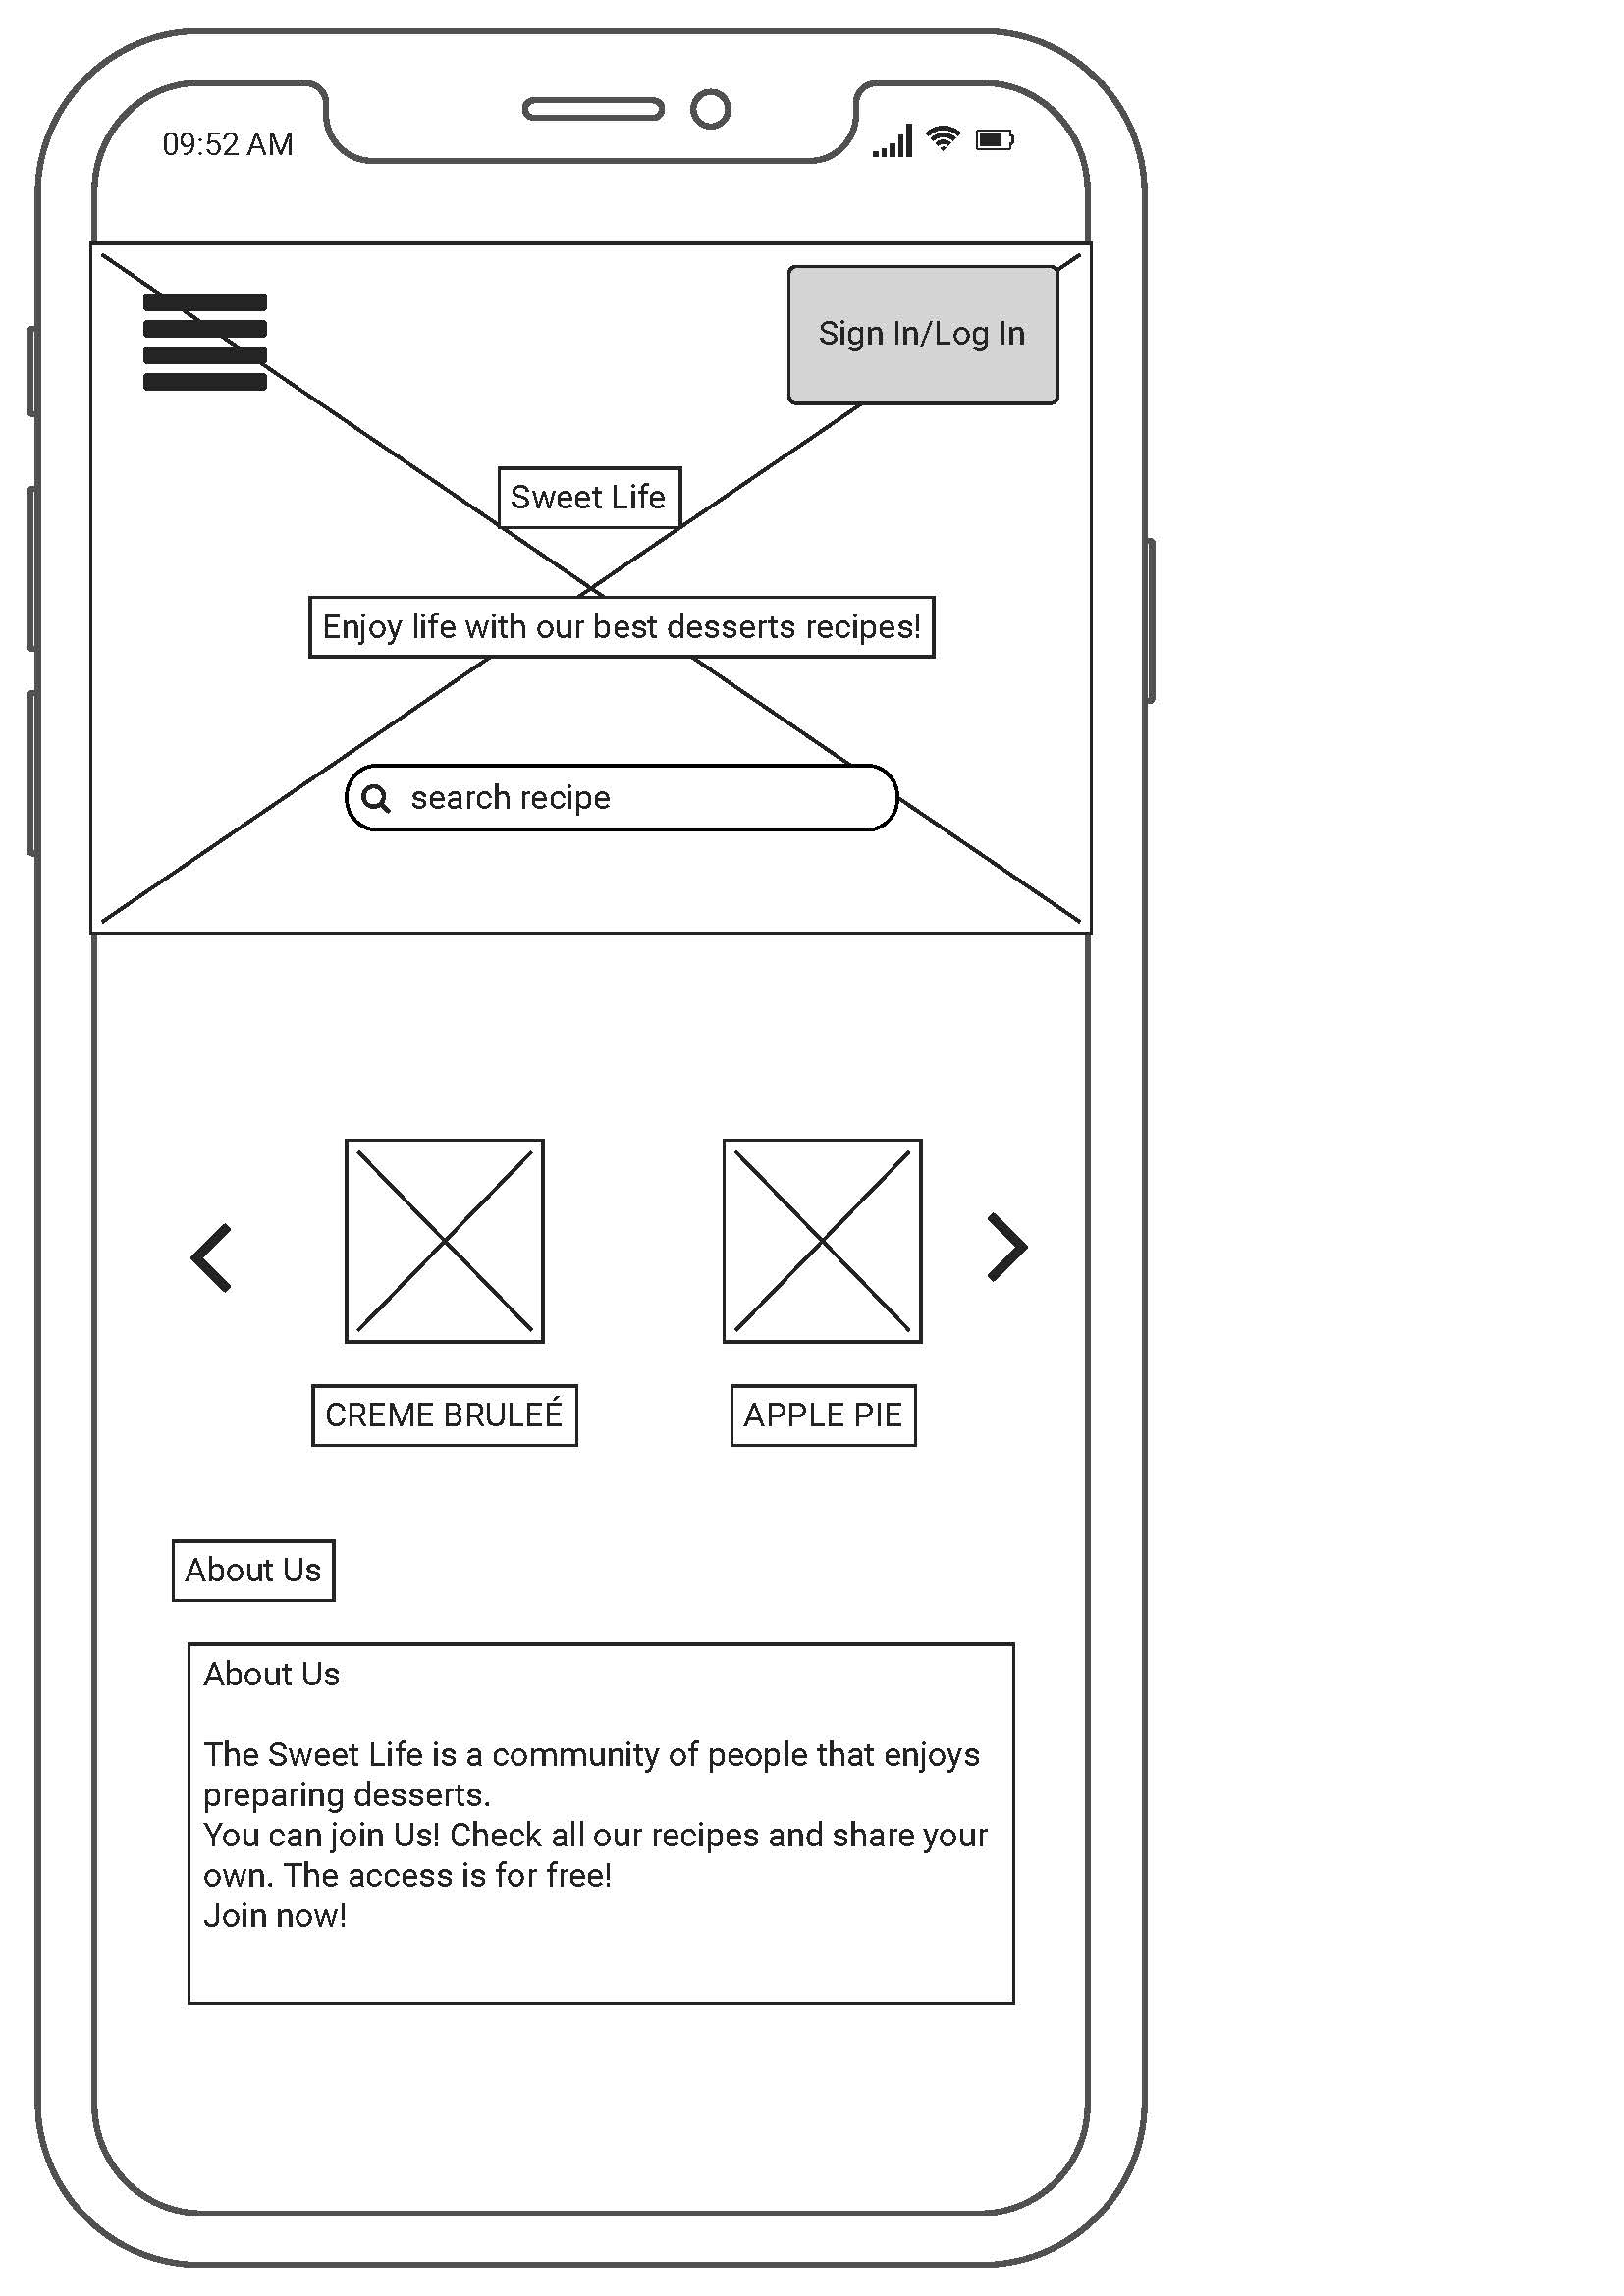 09:52 AM
Sign In/Log In
Sweet Life
Enjoy life with our best desserts recipes!
search recipe
CREME BRULEÉ
APPLE PIE
About Us
About Us
The Sweet Life is a community of people that enjoys
preparing desserts.
You can join Us! Check all our recipes and share your
own. The access is for free!
Join now!